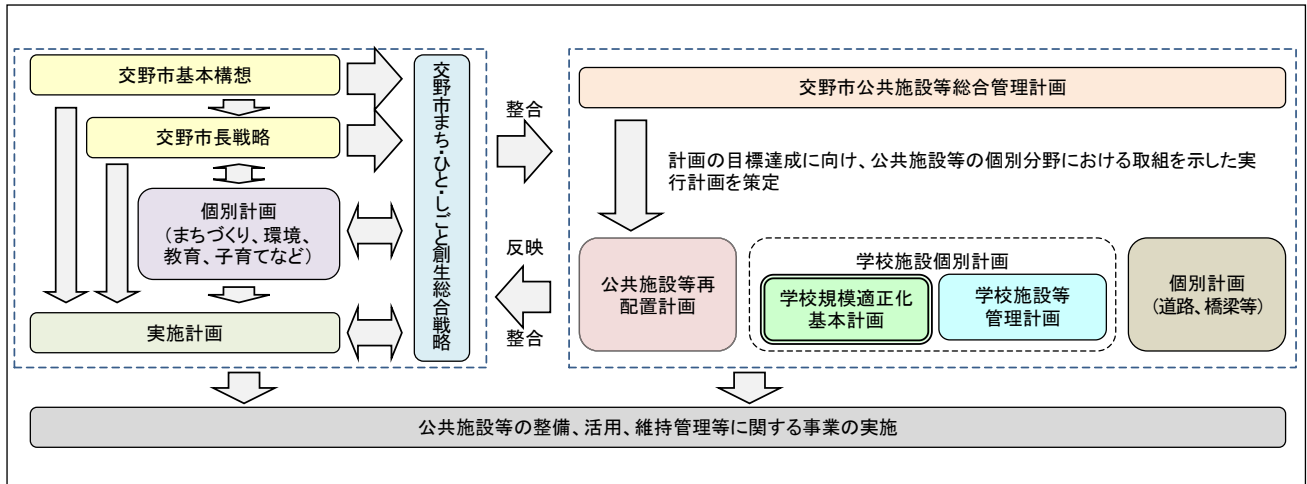 交野市基本構想
交野市長戦略
個別計画
(まちづくり、環境、
教育、子育てなど)
実施計画
交野市まち・ひと・しごと創生総合戦略
整合
反映
整合
交野市公共施設等総合管理計画
計画の目標達成に向け、公共施設等の個別分野における取組を示した実
行計画を策定
公共施設等再
配置計画
学校施設個別計画
学校規模適正化
基本計画
学校施設等
管理計画
個別計画
(道路、橋梁等)
公共施設等の整備、活用、維持管理等に関する事業の実施